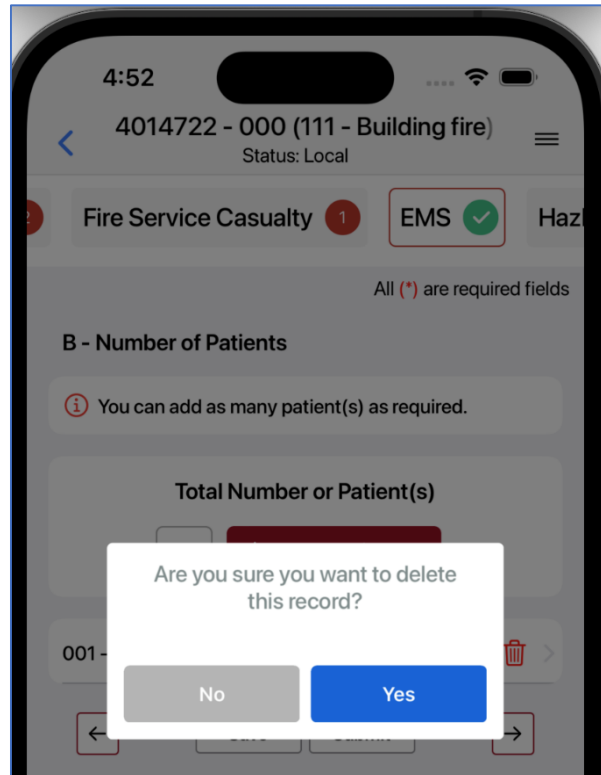 4:52
4014722 - 000 (111 - Building fire)
Status: Local
Fire Service Casualty 1
EMS
Hazl
All (*) are required fields
B - Number of Patients
You can add as many patient(s) as required.
Total Number or Patient(s)
Are you sure you want to delete
this record?
001 -
No
Yes